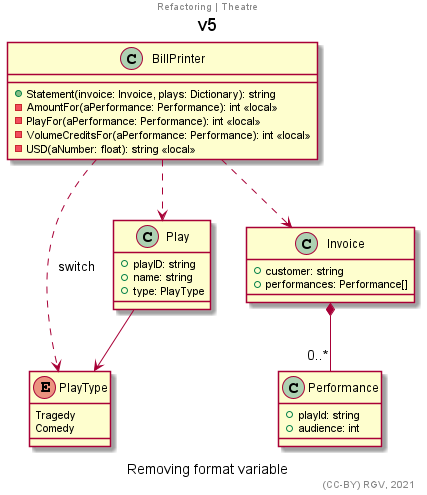 Refactoring | Theatre
v5
C BillPrinter
Statement(invoice: Invoice, plays: Dictionary): string
AmountFor(aPerformance: Performance): int «local»
PlayFor(aPerformance: Performance): int «local»
VolumeCreditsFor(aPerformance: Performance): int «local»
USD(aNumber: float): string «local»
switch
C Play
playID: string
name: string
type: PlayType
C Invoice
customer: string
performances: Performance[]
0..*
E PlayType
Tragedy
Comedy
C Performance
playId: string
audience: int
Removing format variable
(CC-BY) RGV, 2021